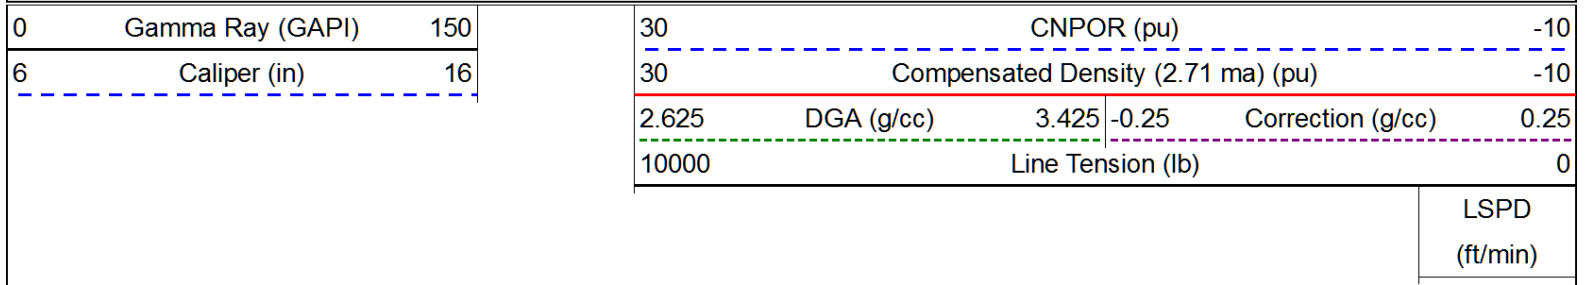 0 Gamma Ray (GAPI) 150 30 CNPOR (pu) -10
6 Caliper (in) 16 30 Compensated Density (2.71 ma) (pu) -10
2.625 DGA (g/cc) 3.425 -0.25 Correction (g/cc) 0.25
10000 Line Tension (lb) 0
LSPD
(ft/min)